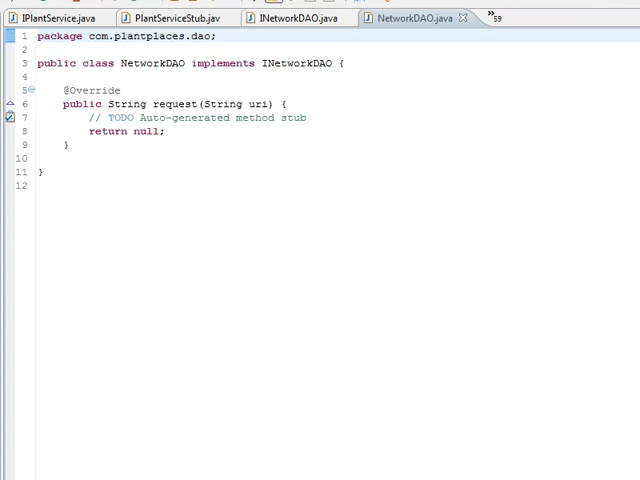 IPlantService.java PlantServiceStub.jav INetworkDAO.java NetworkDAO.java »59
1 package com.plantplaces.dao;
2
3 public class NetworkDAO implements INetworkDAO {
4
5 @Override
6 public String request(String uri) {
7 // TODO Auto-generated method stub
8 return null;
9 }
10
11 }
12